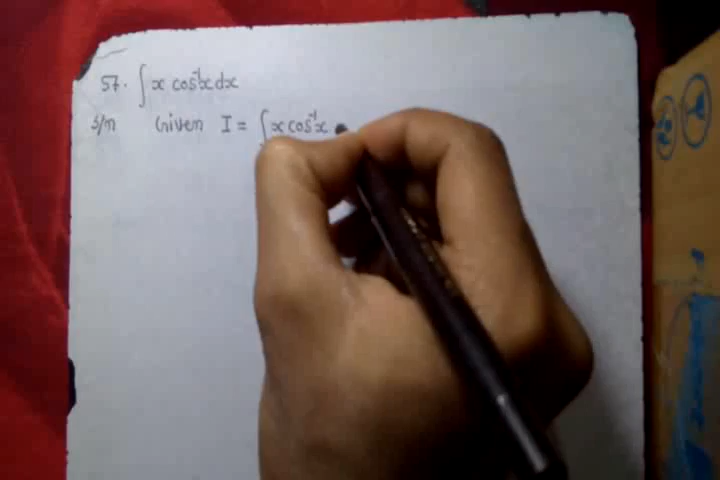 57. ∫ x cos⁻¹x dx
S/n Given I = ∫ x cos⁻¹x